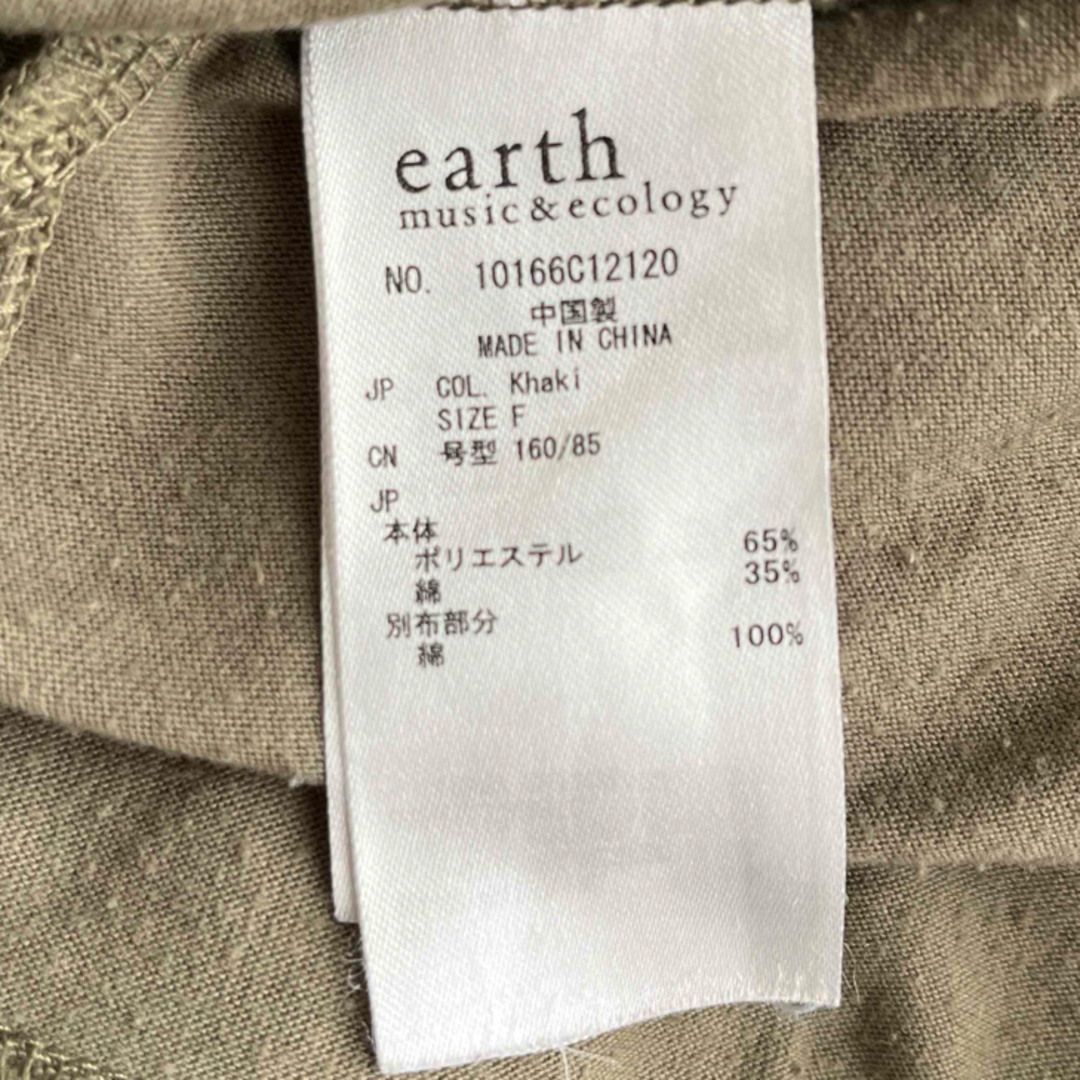 earth
music & ecology
NO. 10166C12120
中国製
MADE IN CHINA
JP COL. Khaki
SIZE F
CN 号型 160/85
JP
本体
ポリエステル 65%
綿 35%
別布部分
綿 100%